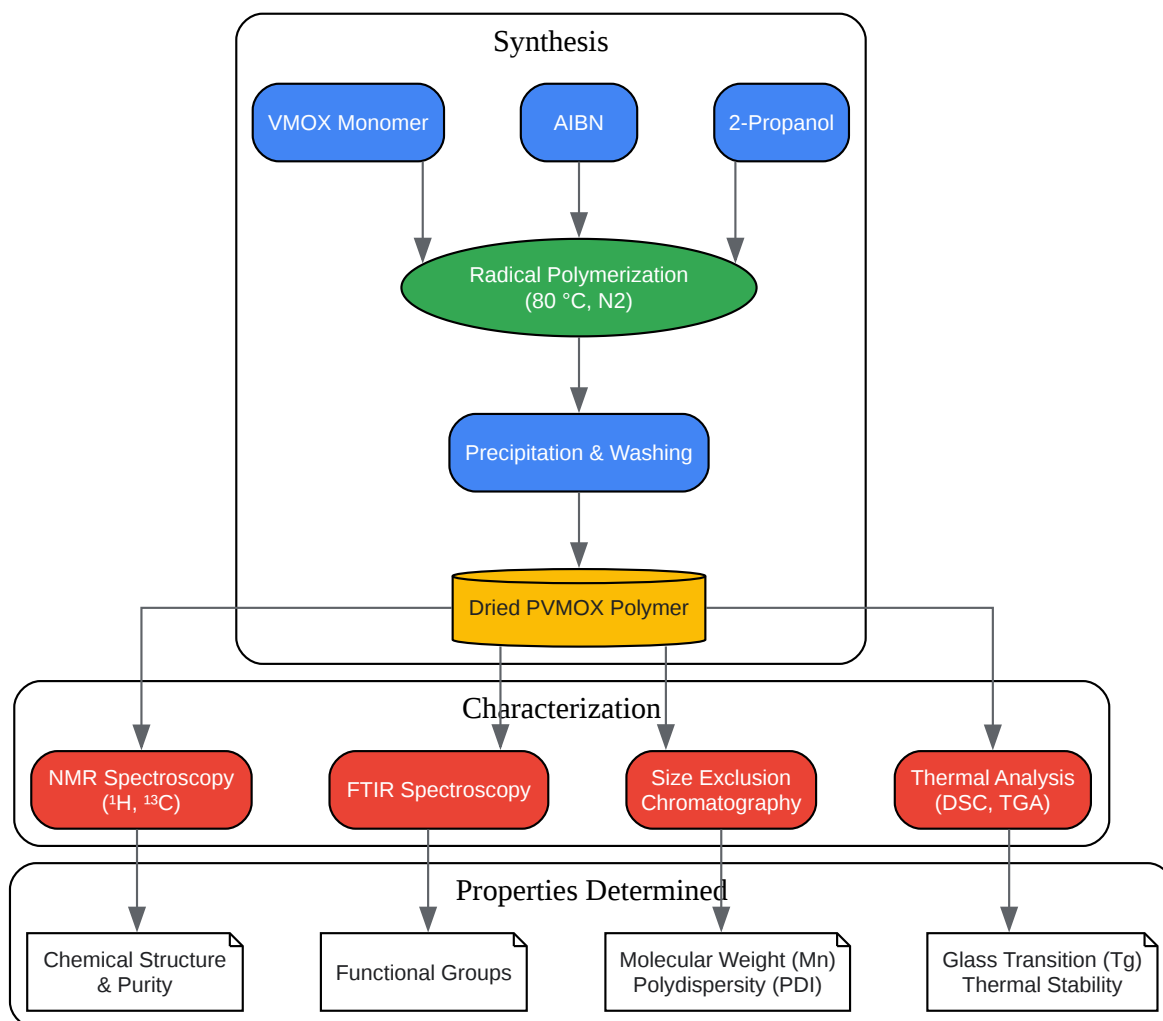 Synthesis
VMOX Monomer
AIBN
2-Propanol
Radical Polymerization
(80 °C, N2)
Precipitation & Washing
Dried PVMOX Polymer
Characterization
NMR Spectroscopy
(¹H, ¹³C)
FTIR Spectroscopy
Size Exclusion
Chromatography
Thermal Analysis
(DSC, TGA)
Properties Determined
Chemical Structure
& Purity
Functional Groups
Molecular Weight (Mn)
Polydispersity (PDI)
Glass Transition (Tg)
Thermal Stability